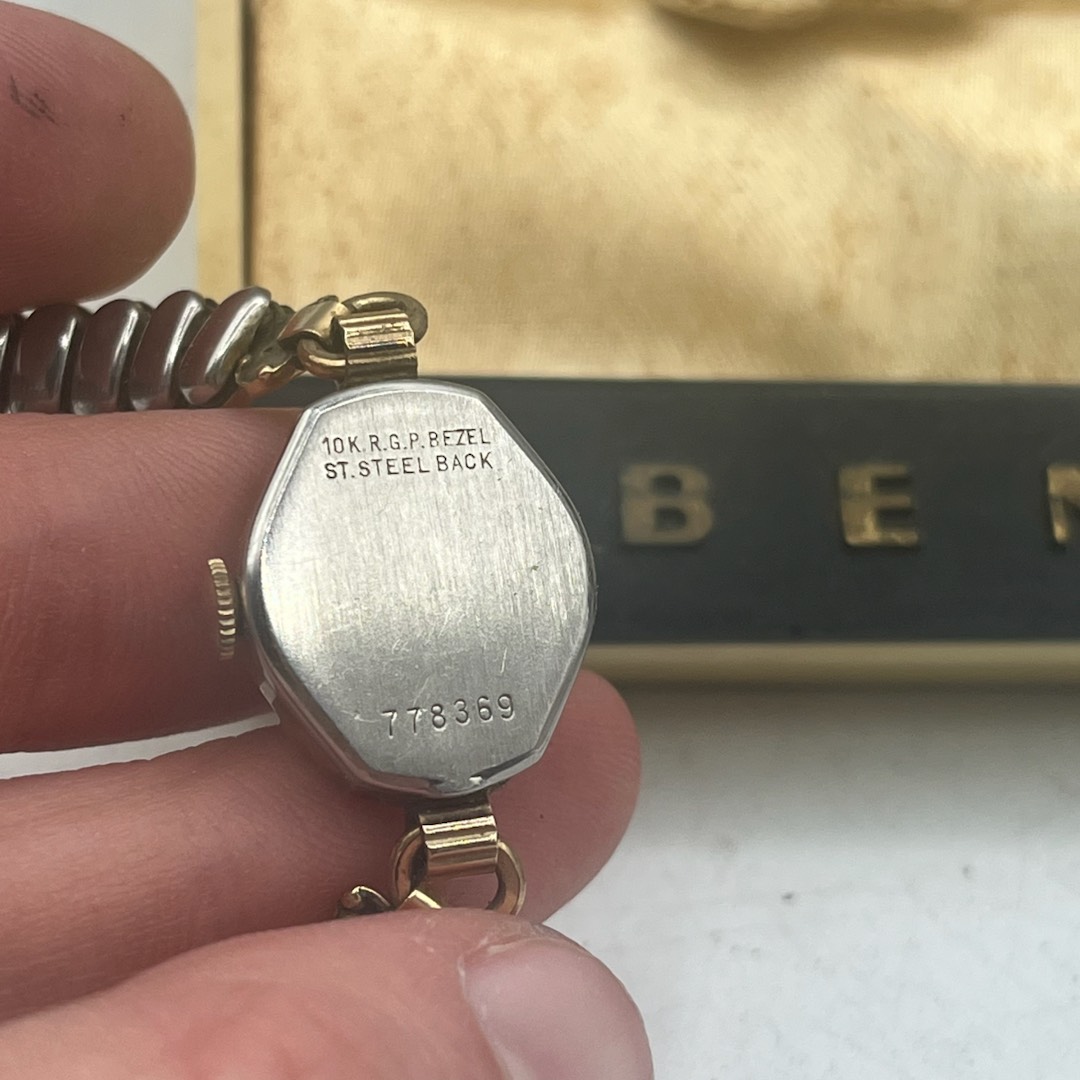 10K.R.G.P.BEZEL
ST.STEEL BACK
778369
BEN